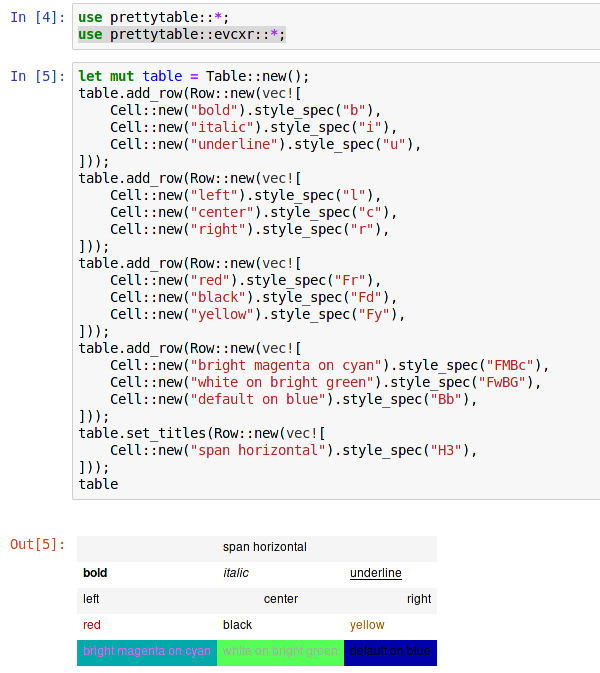 In [4]: use prettytable::*;
use prettytable::evcxr::*;
In [5]: let mut table = Table::new();
table.add_row(Row::new(vec![
    Cell::new("bold").style_spec("b"),
    Cell::new("italic").style_spec("i"),
    Cell::new("underline").style_spec("u"),
]));
table.add_row(Row::new(vec![
    Cell::new("left").style_spec("l"),
    Cell::new("center").style_spec("c"),
    Cell::new("right").style_spec("r"),
]));
table.add_row(Row::new(vec![
    Cell::new("red").style_spec("Fr"),
    Cell::new("black").style_spec("Fd"),
    Cell::new("yellow").style_spec("Fy"),
]));
table.add_row(Row::new(vec![
    Cell::new("bright magenta on cyan").style_spec("FMBc"),
    Cell::new("white on bright green").style_spec("FwBG"),
    Cell::new("default on blue").style_spec("Bb"),
]));
table.set_titles(Row::new(vec![
    Cell::new("span horizontal").style_spec("H3"),
]));
table
Out[5]: span horizontal
bold italic underline
left center right
red black yellow
bright magenta on cyan white on bright green default on blue